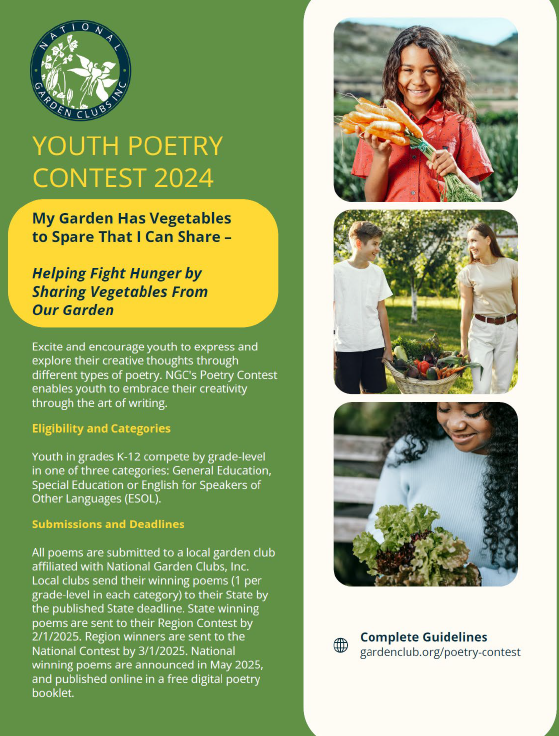 NATIONAL
GARDEN CLUBS INC
YOUTH POETRY
CONTEST 2024
My Garden Has Vegetables
to Spare That I Can Share –
Helping Fight Hunger by
Sharing Vegetables From
Our Garden
Excite and encourage youth to express and
explore their creative thoughts through
different types of poetry. NGC's Poetry Contest
enables youth to embrace their creativity
through the art of writing.
Eligibility and Categories
Youth in grades K-12 compete by grade-level
in one of three categories: General Education,
Special Education or English for Speakers of
Other Languages (ESOL).
Submissions and Deadlines
All poems are submitted to a local garden club
affiliated with National Garden Clubs, Inc.
Local clubs send their winning poems (1 per
grade-level in each category) to their State by
the published State deadline. State winning
poems are sent to their Region Contest by
2/1/2025. Region winners are sent to the
National Contest by 3/1/2025. National
winning poems are announced in May 2025,
and published online in a free digital poetry
booklet.
Complete Guidelines
gardenclub.org/poetry-contest